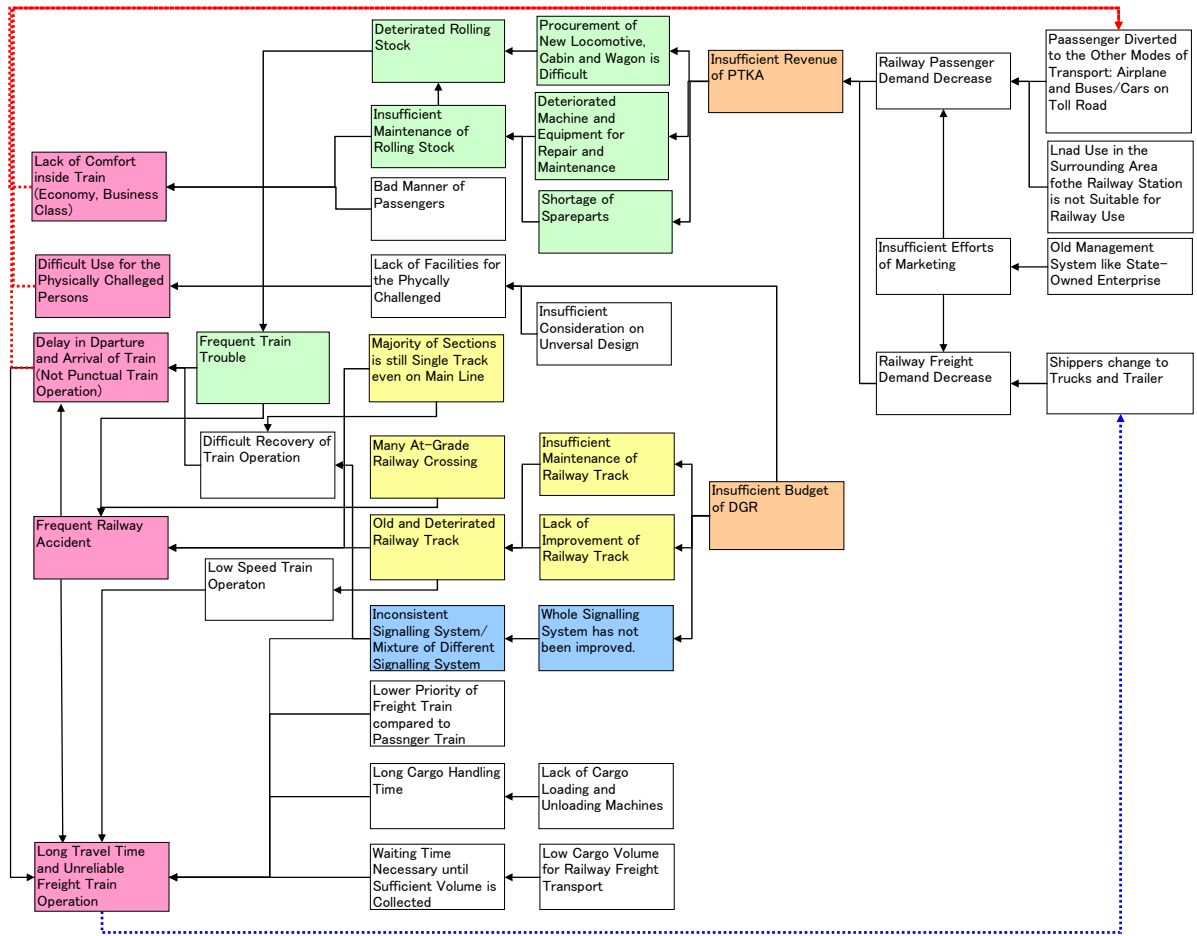 Deterirated Rolling
Stock
Procurement of
New Locomotive,
Cabin and Wagon is
Difficult
Insufficient Revenue
of PTKA
Railway Passenger
Demand Decrease
Paassenger Diverted
to the Other Modes of
Transport: Airplane
and Buses/Cars on
Toll Road
Insufficient
Maintenance of
Rolling Stock
Deteriorated
Machine and
Equipment for
Repair and
Maintenance
Lack of Comfort
inside Train
(Economy, Business
Class)
Bad Manner of
Passengers
Shortage of
Spareparts
Lnad Use in the
Surrounding Area
fothe Railway Station
is not Suitable for
Railway Use
Difficult Use for the
Physically Challeged
Persons
Lack of Facilities for
the Phycally
Challenged
Insufficient
Consideration on
Unversal Design
Insufficient Efforts
of Marketing
Old Management
System like State-
Owned Enterprise
Delay in Dparture
and Arrival of Train
(Not Punctual Train
Operation)
Frequent Train
Trouble
Majority of Sections
is still Single Track
even on Main Line
Railway Freight
Demand Decrease
Shippers change to
Trucks and Trailer
Difficult Recovery of
Train Operation
Many At-Grade
Railway Crossing
Insufficient
Maintenance of
Railway Track
Insufficient Budget
of DGR
Frequent Railway
Accident
Old and Deterirated
Railway Track
Lack of
Improvement of
Railway Track
Low Speed Train
Operaton
Inconsistent
Signalling System/
Mixture of Different
Signalling System
Whole Signalling
System has not
been improved.
Lower Priority of
Freight Train
compared to
Passnger Train
Long Cargo Handling
Time
Lack of Cargo
Loading and
Unloading Machines
Long Travel Time
and Unreliable
Freight Train
Operation
Waiting Time
Necessary until
Sufficient Volume is
Collected
Low Cargo Volume
for Railway Freight
Transport